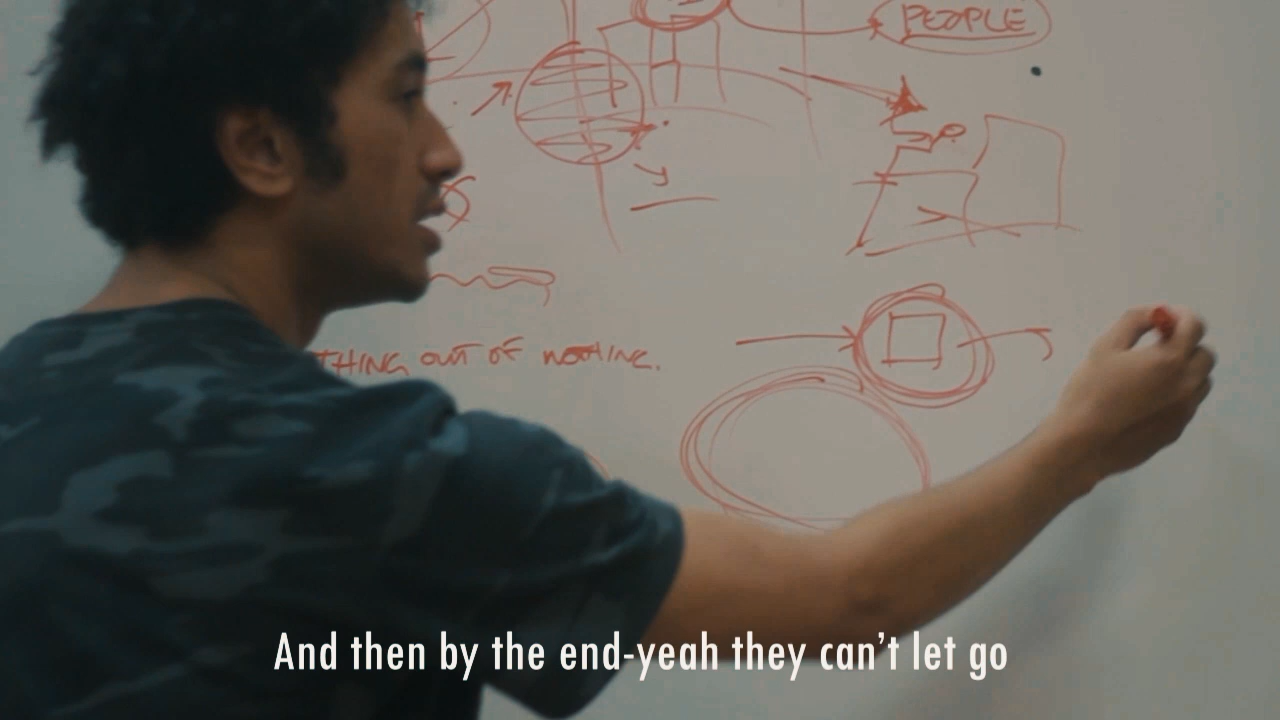 PEOPLE
THING OUT OF NOTHING.
And then by the end-yeah they can't let go